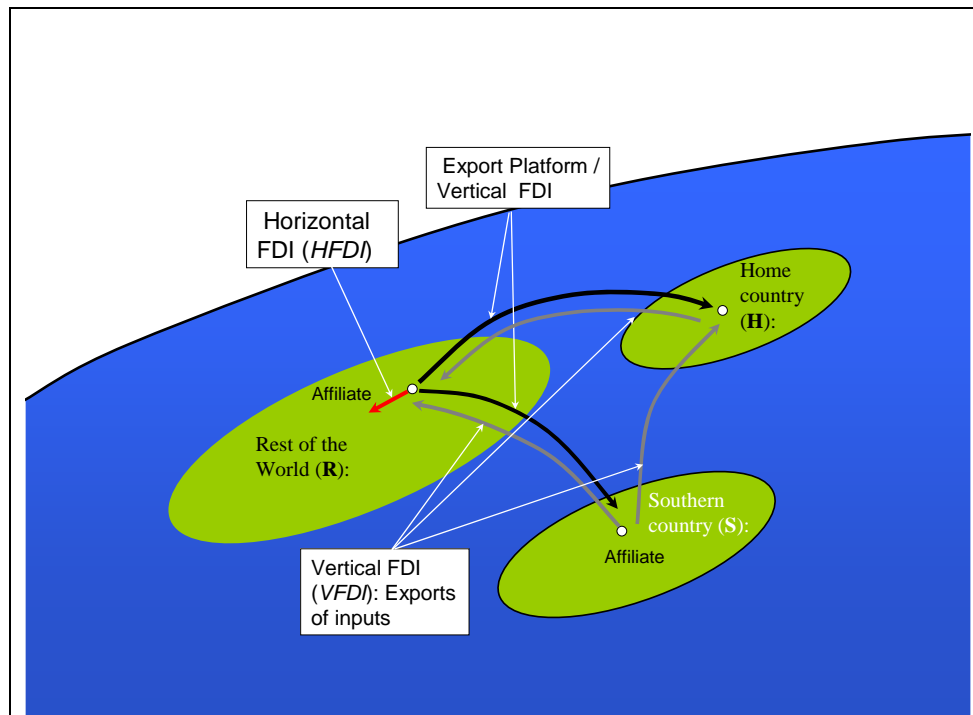 Export Platform /
Vertical FDI
Horizontal
FDI (HFDI)
Home
country
(H):
Affiliate
Rest of the
World (R):
Southern
country (S):
Affiliate
Vertical FDI
(VFDI): Exports
of inputs